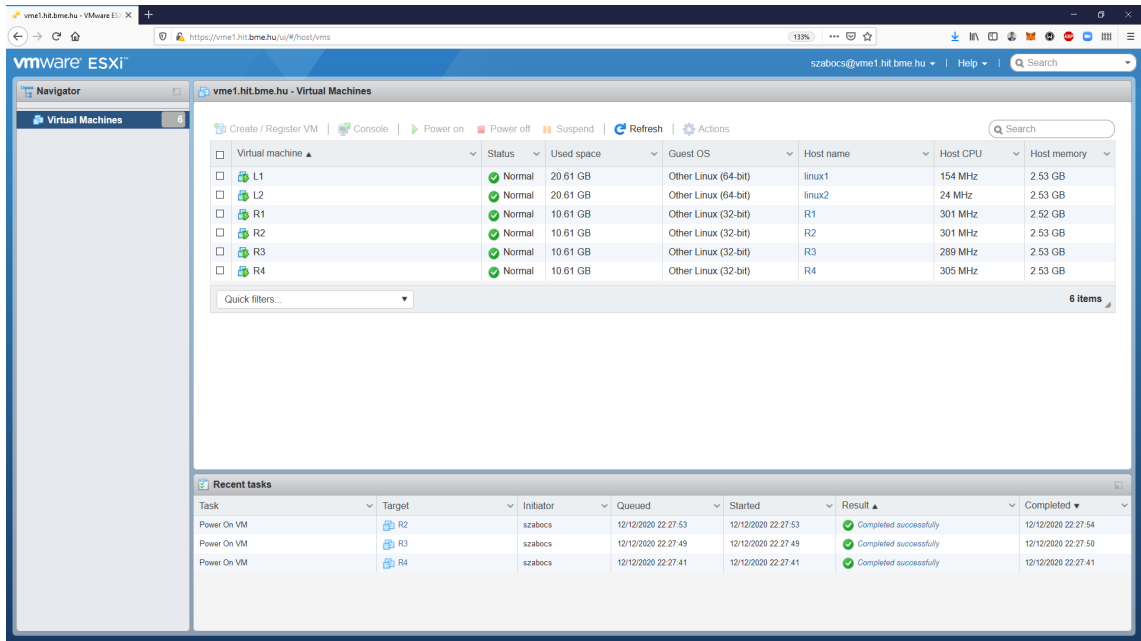 vme1.hit.bme.hu - VMware ESXi
https://vme1.hit.bme.hu/ui/#/host/vms
133%
vmware ESXi™
szabocs@vme1.hit.bme.hu | Help | Search
Navigator
vme1.hit.bme.hu - Virtual Machines
Virtual Machines 6
Create / Register VM | Console | Power on Power off Suspend | Refresh | Actions
Search
Virtual machine Status Used space Guest OS Host name Host CPU Host memory
L1 Normal 20.61 GB Other Linux (64-bit) linux1 154 MHz 2.53 GB
L2 Normal 20.61 GB Other Linux (64-bit) linux2 24 MHz 2.53 GB
R1 Normal 10.61 GB Other Linux (32-bit) R1 301 MHz 2.52 GB
R2 Normal 10.61 GB Other Linux (32-bit) R2 301 MHz 2.53 GB
R3 Normal 10.61 GB Other Linux (32-bit) R3 289 MHz 2.53 GB
R4 Normal 10.61 GB Other Linux (32-bit) R4 305 MHz 2.53 GB
Quick filters...
6 items
Recent tasks
Task Target Initiator Queued Started Result Completed
Power On VM R2 szabocs 12/12/2020 22:27:53 12/12/2020 22:27:53 Completed successfully 12/12/2020 22:27:54
Power On VM R3 szabocs 12/12/2020 22:27:49 12/12/2020 22:27:49 Completed successfully 12/12/2020 22:27:50
Power On VM R4 szabocs 12/12/2020 22:27:41 12/12/2020 22:27:41 Completed successfully 12/12/2020 22:27:41